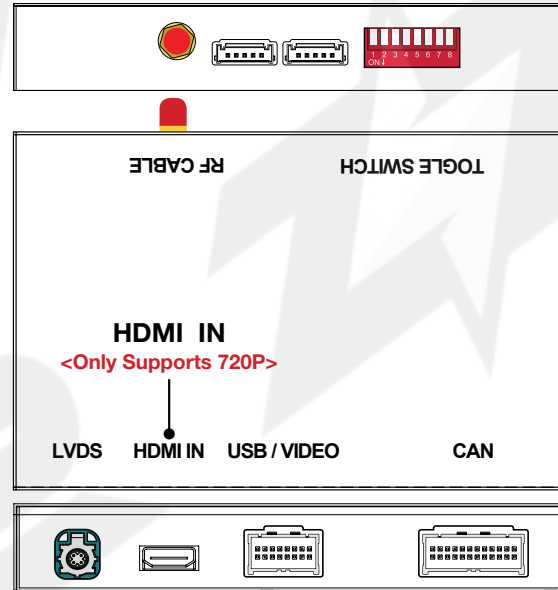 1 2 3 4 5 6 7 8
ON↓
RF CABLE
TOGLE SWITCH
HDMI IN
<Only Supports 720P>
LVDS
HDMI IN
USB / VIDEO
CAN